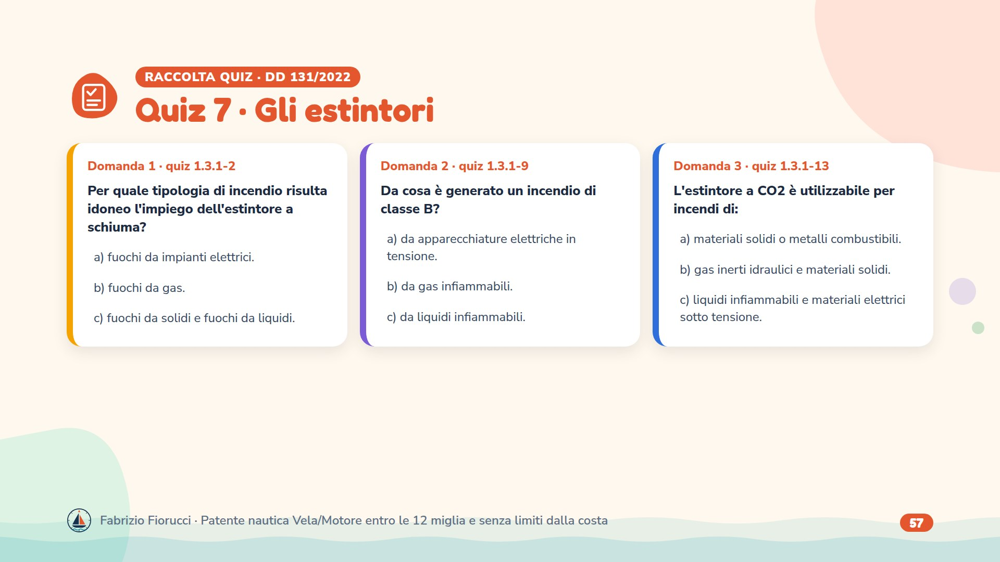 RACCOLTA QUIZ · DD 131/2022
Quiz 7 · Gli estintori
Domanda 1 · quiz 1.3.1-2
Per quale tipologia di incendio risulta
idoneo l'impiego dell'estintore a
schiuma?
a) fuochi da impianti elettrici.
b) fuochi da gas.
c) fuochi da solidi e fuochi da liquidi.
Domanda 2 · quiz 1.3.1-9
Da cosa è generato un incendio di
classe B?
a) da apparecchiature elettriche in
tensione.
b) da gas infiammabili.
c) da liquidi infiammabili.
Domanda 3 · quiz 1.3.1-13
L'estintore a CO2 è utilizzabile per
incendi di:
a) materiali solidi o metalli combustibili.
b) gas inerti idraulici e materiali solidi.
c) liquidi infiammabili e materiali elettrici
sotto tensione.
Fabrizio Fiorucci · Patente nautica Vela/Motore entro le 12 miglia e senza limiti dalla costa
57